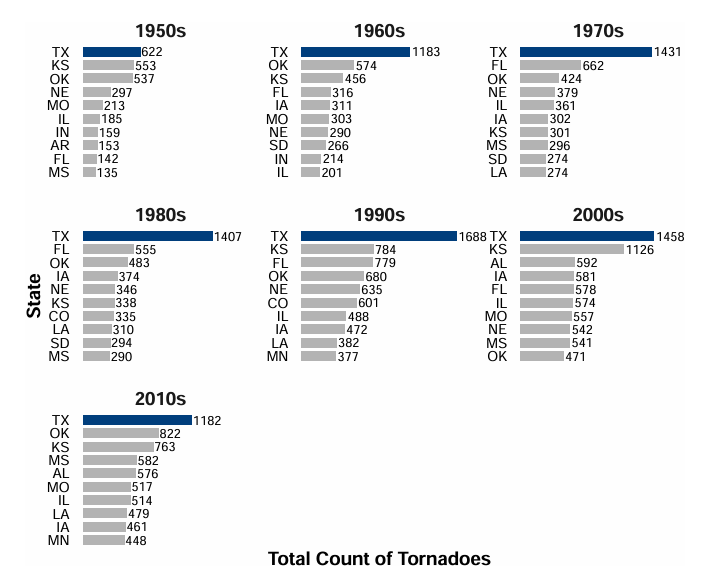 1950s
TX 622
KS 553
OK 537
NE 297
MO 213
IL 185
IN 159
AR 153
FL 142
MS 135
1960s
TX 1183
OK 574
KS 456
FL 316
IA 311
MO 303
NE 290
SD 266
IN 214
IL 201
1970s
TX 1431
FL 662
OK 424
NE 379
IL 361
IA 302
KS 301
MS 296
SD 274
LA 274
1980s
TX 1407
FL 555
OK 483
IA 374
NE 346
KS 338
CO 335
LA 310
SD 294
MS 290
1990s
TX 1688
KS 784
FL 779
OK 680
NE 635
CO 601
IL 488
IA 472
LA 382
MN 377
2000s
TX 1458
KS 1126
AL 592
IA 581
FL 578
IL 574
MO 557
NE 542
MS 541
OK 471
State
2010s
TX 1182
OK 822
KS 763
MS 582
AL 576
MO 517
IL 514
LA 479
IA 461
MN 448
Total Count of Tornadoes